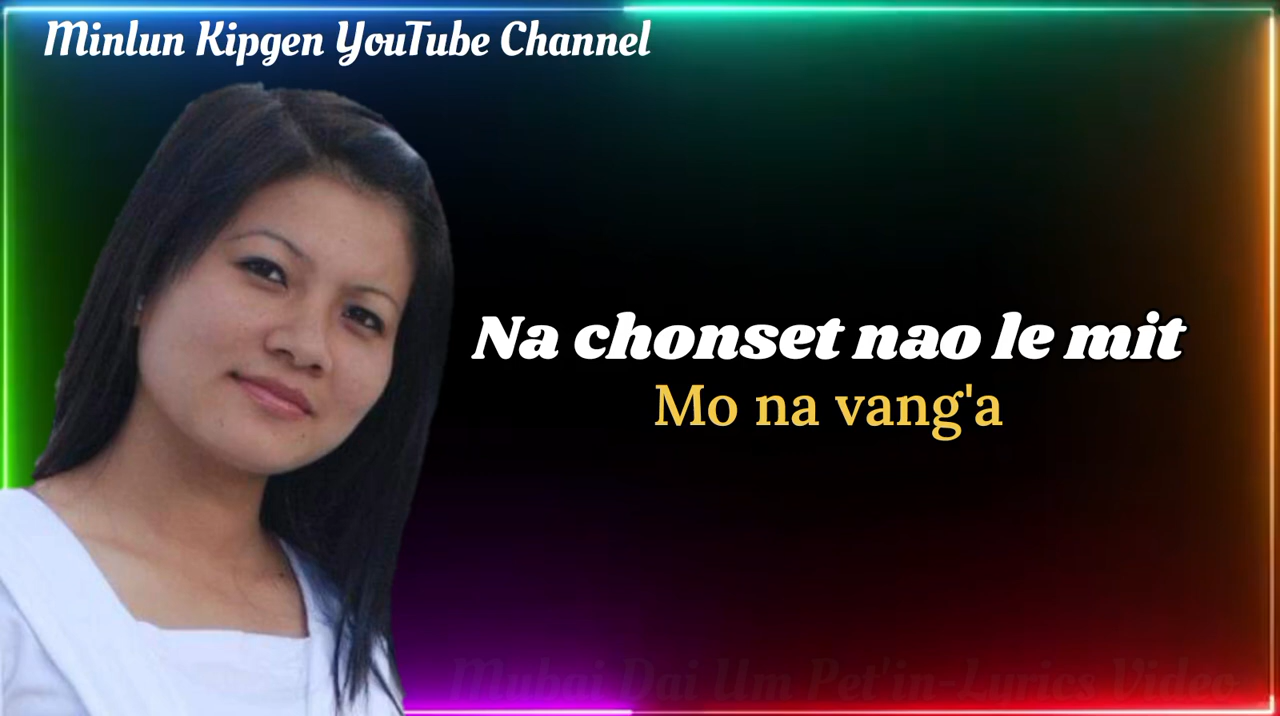 Minlun Kipgen YouTube Channel
Na chonset nao le mit
Mo na vang'a
Mubai Dai Um Pet'in-Lyrics Video